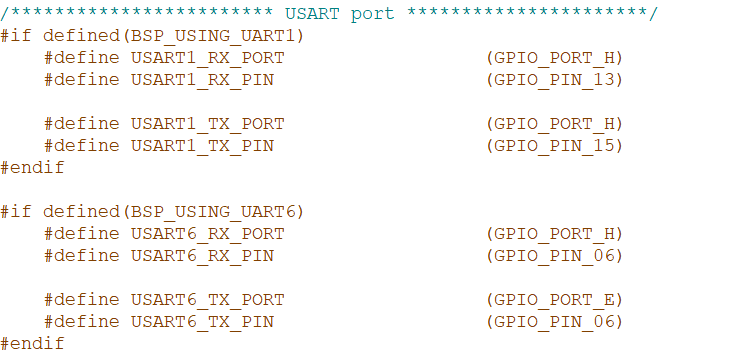 /************************ USART port **********************/
#if defined(BSP_USING_UART1)
    #define USART1_RX_PORT                  (GPIO_PORT_H)
    #define USART1_RX_PIN                   (GPIO_PIN_13)

    #define USART1_TX_PORT                  (GPIO_PORT_H)
    #define USART1_TX_PIN                   (GPIO_PIN_15)
#endif

#if defined(BSP_USING_UART6)
    #define USART6_RX_PORT                  (GPIO_PORT_H)
    #define USART6_RX_PIN                   (GPIO_PIN_06)

    #define USART6_TX_PORT                  (GPIO_PORT_E)
    #define USART6_TX_PIN                   (GPIO_PIN_06)
#endif